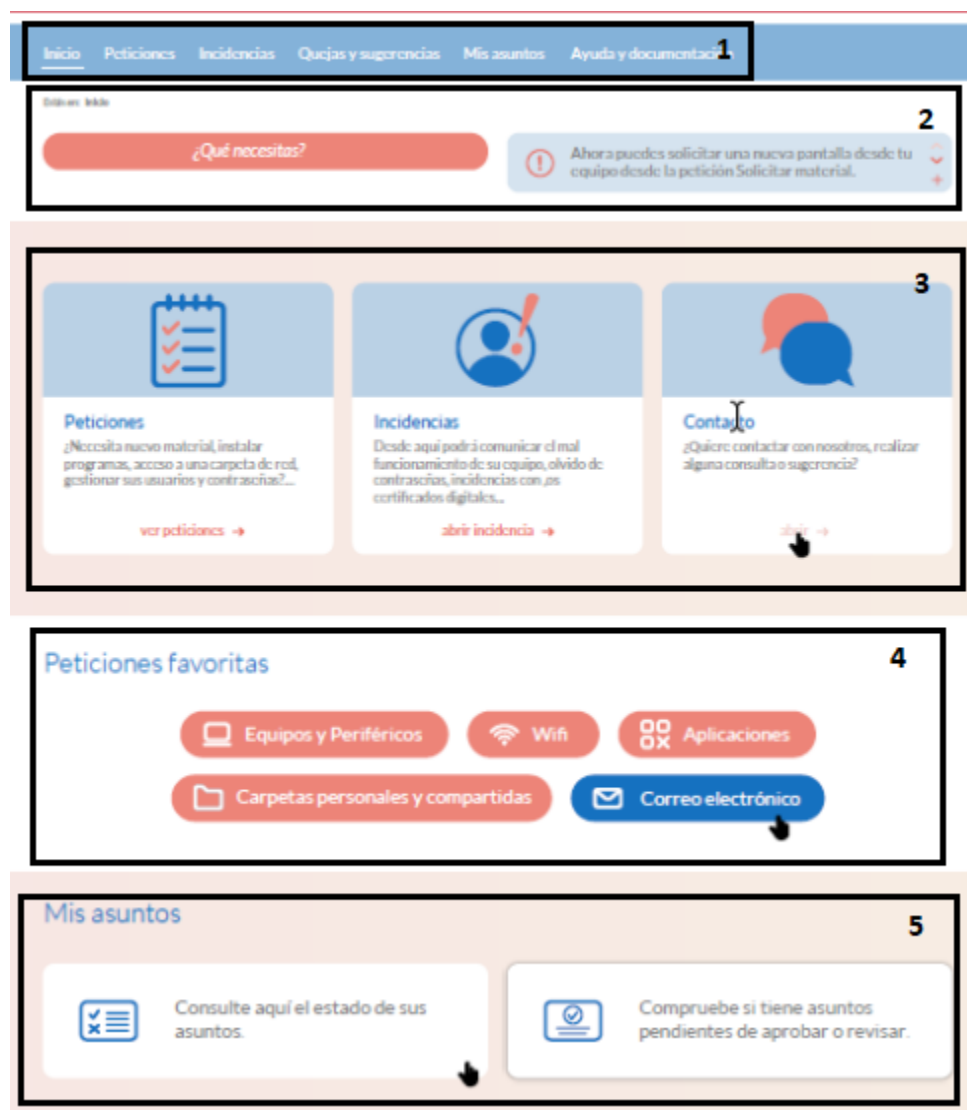 Inicio Peticiones Incidencias Quejas y sugerencias Mis asuntos Ayuda y documentación 1
Está en: Inicio
2
¿Qué necesitas?
Ahora puedes solicitar una nueva pantalla desde tu
equipo desde la petición Solicitar material.
3
Peticiones
¿Necesita nuevo material, instalar
programas, acceso a una carpeta de red,
gestionar sus usuarios y contraseñas?...
ver peticiones →
Incidencias
Desde aquí podrá comunicar el mal
funcionamiento de su equipo, olvido de
contraseñas, incidencias con ,os
certificados digitales...
abrir incidencia →
Contacto
¿Quiere contactar con nosotros, realizar
alguna consulta o sugerencia?
abrir →
4
Peticiones favoritas
Equipos y Periféricos Wifi Aplicaciones
Carpetas personales y compartidas Correo electrónico
Mis asuntos
5
Consulte aquí el estado de sus
asuntos.
Compruebe si tiene asuntos
pendientes de aprobar o revisar.